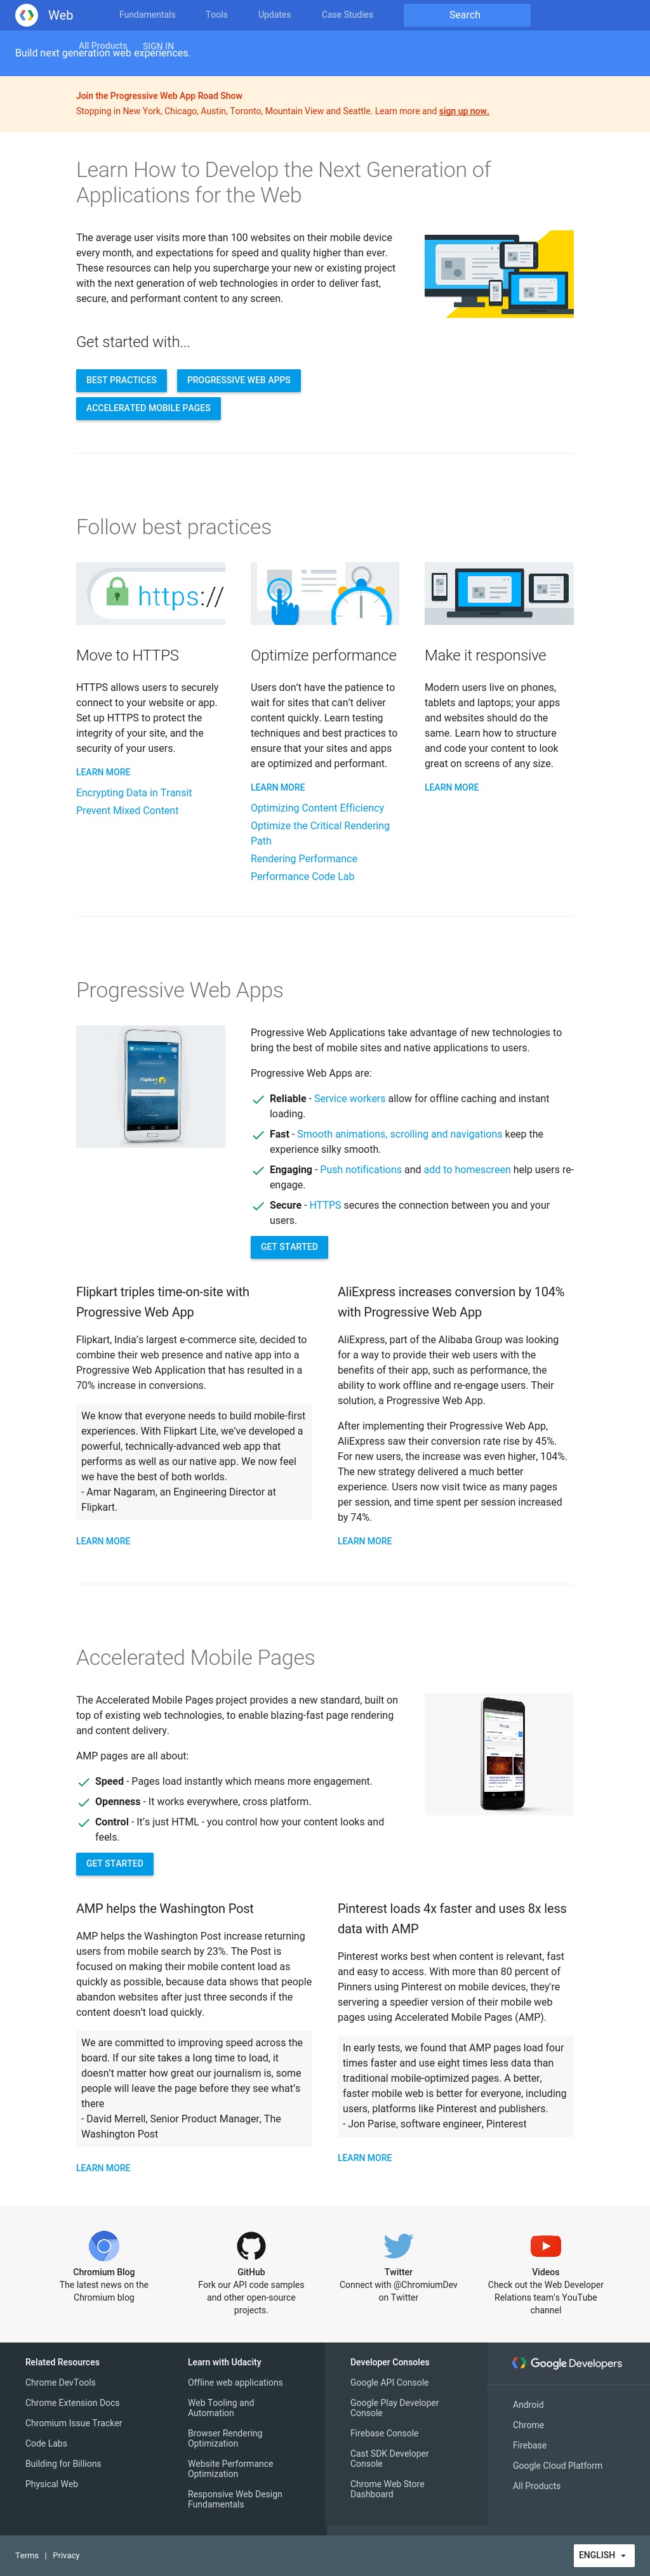 Web
Fundamentals
Tools
Updates
Case Studies
Search
All Products
SIGN IN
Build next generation web experiences.
Join the Progressive Web App Road Show
Stopping in New York, Chicago, Austin, Toronto, Mountain View and Seattle. Learn more and sign up now.
Learn How to Develop the Next Generation of
Applications for the Web
The average user visits more than 100 websites on their mobile device
every month, and expectations for speed and quality higher than ever.
These resources can help you supercharge your new or existing project
with the next generation of web technologies in order to deliver fast,
secure, and performant content to any screen.
Get started with...
BEST PRACTICES
PROGRESSIVE WEB APPS
ACCELERATED MOBILE PAGES
Follow best practices
https://
Move to HTTPS
HTTPS allows users to securely
connect to your website or app.
Set up HTTPS to protect the
integrity of your site, and the
security of your users.
LEARN MORE
Encrypting Data in Transit
Prevent Mixed Content
Optimize performance
Users don't have the patience to
wait for sites that can't deliver
content quickly. Learn testing
techniques and best practices to
ensure that your sites and apps
are optimized and performant.
LEARN MORE
Optimizing Content Efficiency
Optimize the Critical Rendering
Path
Rendering Performance
Performance Code Lab
Make it responsive
Modern users live on phones,
tablets and laptops; your apps
and websites should do the
same. Learn how to structure
and code your content to look
great on screens of any size.
LEARN MORE
Progressive Web Apps
Flipkart
Progressive Web Applications take advantage of new technologies to
bring the best of mobile sites and native applications to users.
Progressive Web Apps are:
Reliable - Service workers allow for offline caching and instant
loading.
Fast - Smooth animations, scrolling and navigations keep the
experience silky smooth.
Engaging - Push notifications and add to homescreen help users re-
engage.
Secure - HTTPS secures the connection between you and your
users.
GET STARTED
Flipkart triples time-on-site with
Progressive Web App
Flipkart, India's largest e-commerce site, decided to
combine their web presence and native app into a
Progressive Web Application that has resulted in a
70% increase in conversions.
We know that everyone needs to build mobile-first
experiences. With Flipkart Lite, we've developed a
powerful, technically-advanced web app that
performs as well as our native app. We now feel
we have the best of both worlds.
- Amar Nagaram, an Engineering Director at
Flipkart.
LEARN MORE
AliExpress increases conversion by 104%
with Progressive Web App
AliExpress, part of the Alibaba Group was looking
for a way to provide their web users with the
benefits of their app, such as performance, the
ability to work offline and re-engage users. Their
solution, a Progressive Web App.
After implementing their Progressive Web App,
AliExpress saw their conversion rate rise by 45%.
For new users, the increase was even higher, 104%.
The new strategy delivered a much better
experience. Users now visit twice as many pages
per session, and time spent per session increased
by 74%.
LEARN MORE
Accelerated Mobile Pages
The Accelerated Mobile Pages project provides a new standard, built on
top of existing web technologies, to enable blazing-fast page rendering
and content delivery.
AMP pages are all about:
Speed - Pages load instantly which means more engagement.
Openness - It works everywhere, cross platform.
Control - It's just HTML - you control how your content looks and
feels.
GET STARTED
AMP helps the Washington Post
AMP helps the Washington Post increase returning
users from mobile search by 23%. The Post is
focused on making their mobile content load as
quickly as possible, because data shows that people
abandon websites after just three seconds if the
content doesn't load quickly.
We are committed to improving speed across the
board. If our site takes a long time to load, it
doesn't matter how great our journalism is, some
people will leave the page before they see what's
there
- David Merrell, Senior Product Manager, The
Washington Post
LEARN MORE
Pinterest loads 4x faster and uses 8x less
data with AMP
Pinterest works best when content is relevant, fast
and easy to access. With more than 80 percent of
Pinners using Pinterest on mobile devices, they're
servering a speedier version of their mobile web
pages using Accelerated Mobile Pages (AMP).
In early tests, we found that AMP pages load four
times faster and use eight times less data than
traditional mobile-optimized pages. A better,
faster mobile web is better for everyone, including
users, platforms like Pinterest and publishers.
- Jon Parise, software engineer, Pinterest
LEARN MORE
Chromium Blog
The latest news on the
Chromium blog
GitHub
Fork our API code samples
and other open-source
projects.
Twitter
Connect with @ChromiumDev
on Twitter
Videos
Check out the Web Developer
Relations team's YouTube
channel
Related Resources
Chrome DevTools
Chrome Extension Docs
Chromium Issue Tracker
Code Labs
Building for Billions
Physical Web
Learn with Udacity
Offline web applications
Web Tooling and
Automation
Browser Rendering
Optimization
Website Performance
Optimization
Responsive Web Design
Fundamentals
Developer Consoles
Google API Console
Google Play Developer
Console
Firebase Console
Cast SDK Developer
Console
Chrome Web Store
Dashboard
Google Developers
Android
Chrome
Firebase
Google Cloud Platform
All Products
Terms | Privacy
ENGLISH